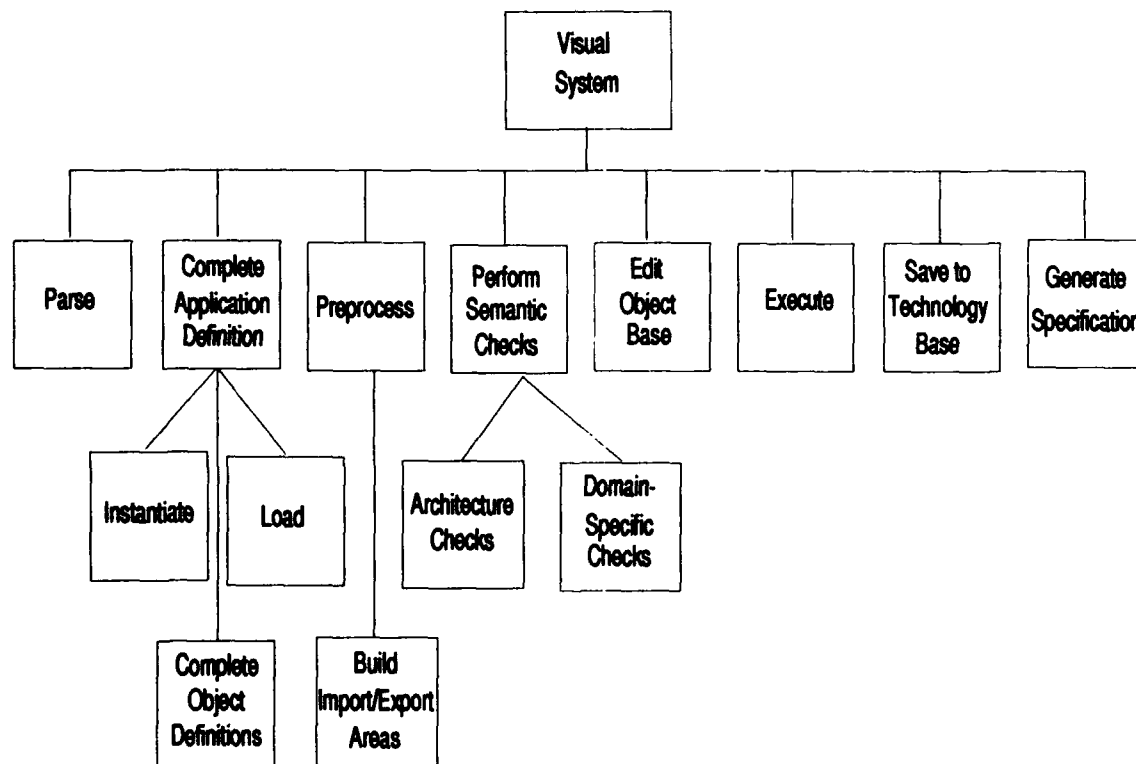 Visual
System
Parse
Complete
Application
Definition
Preprocess
Perform
Semantic
Checks
Edit
Object
Base
Execute
Save to
Technology
Base
Generate
Specification
Instantiate
Load
Architecture
Checks
Domain-
Specific
Checks
Complete
Object
Definitions
Build
Import/Export
Areas